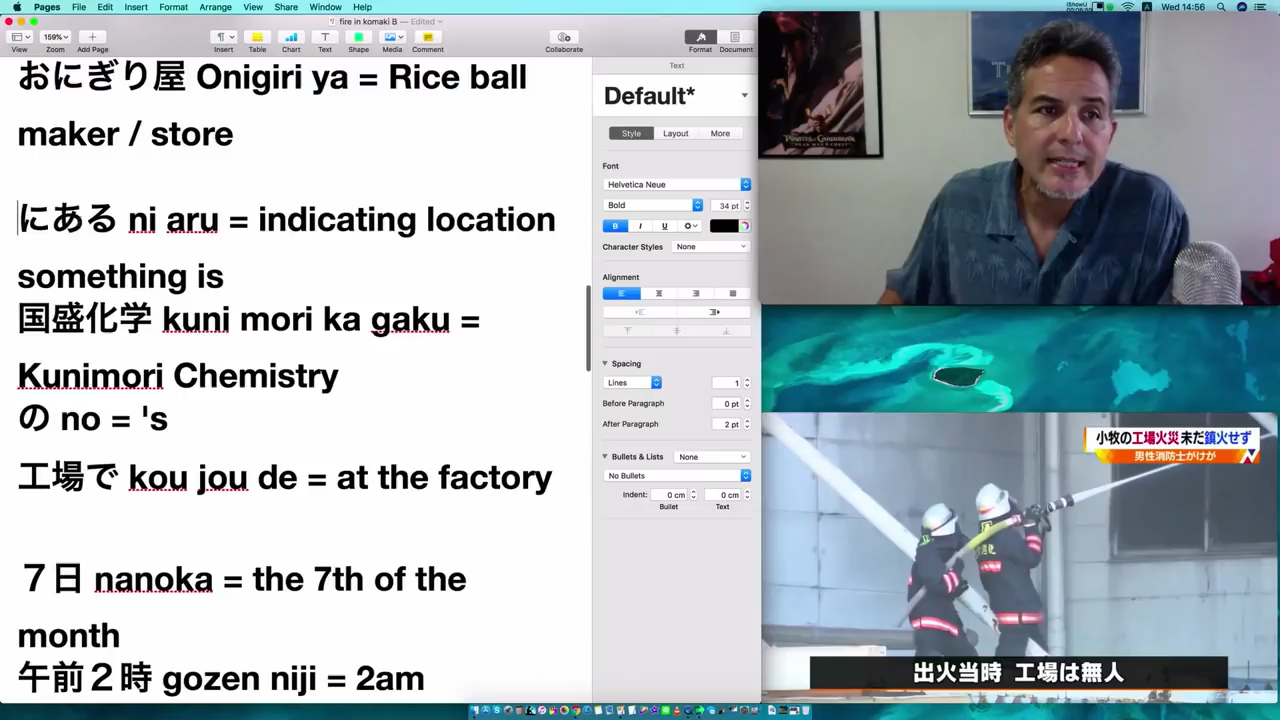 Pages File Edit Insert Format Arrange View Share Window Help
Wed 14:56
fire in komaki B — Edited
159%
View Zoom Add Page Insert Table Chart Text Shape Media Comment Collaborate Format Document
おにぎり屋 Onigiri ya = Rice ball
maker / store
にある ni aru = indicating location
something is
国盛化学 kuni mori ka gaku =
Kunimori Chemistry
の no = 's
工場で kou jou de = at the factory
７日 nanoka = the 7th of the
month
午前２時 gozen niji = 2am
Text
Default*
Style Layout More
Font
Helvetica Neue
Bold 34 pt
B I U
Character Styles None
Alignment
Spacing
Lines 1
Before Paragraph 0 pt
After Paragraph 2 pt
Bullets & Lists None
No Bullets
Indent: 0 cm 0 cm
Bullet Text
小牧の工場火災 未だ鎮火せず
男性消防士がけが
出火当時 工場は無人